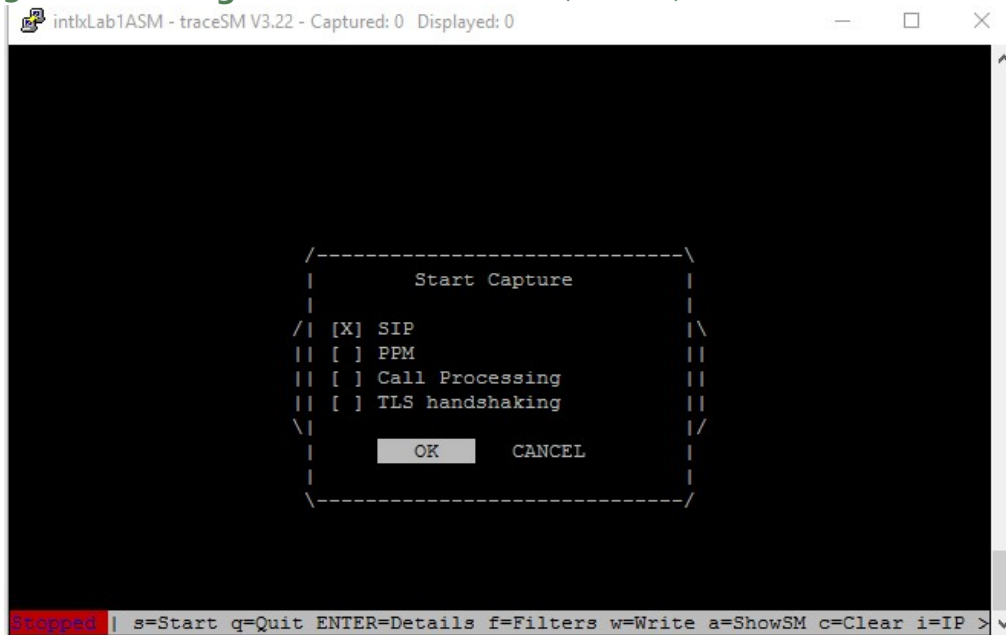 intlxLab1ASM - traceSM V3.22 - Captured: 0 Displayed: 0
Start Capture
[X] SIP
[ ] PPM
[ ] Call Processing
[ ] TLS handshaking
OK CANCEL
Stopped | s=Start q=Quit ENTER=Details f=Filters w=Write a=ShowSM c=Clear i=IP >